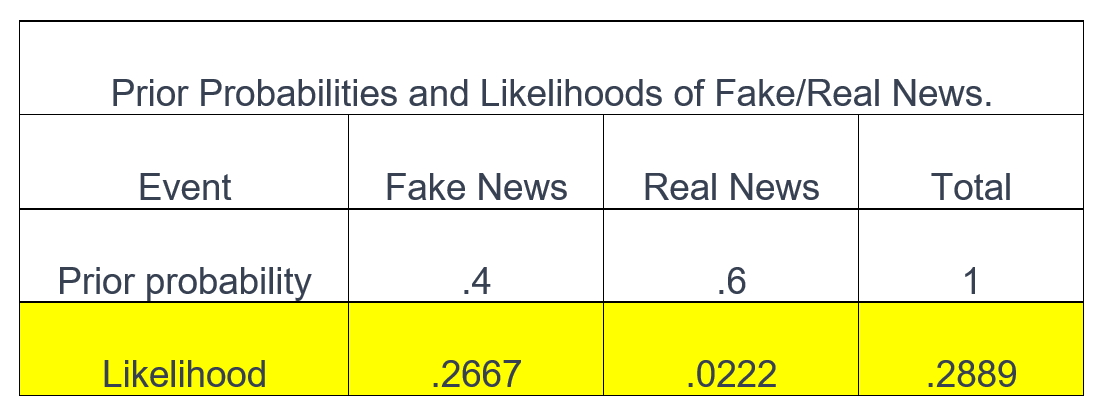 Prior Probabilities and Likelihoods of Fake/Real News.
Event Fake News Real News Total
Prior probability .4 .6 1
Likelihood .2667 .0222 .2889